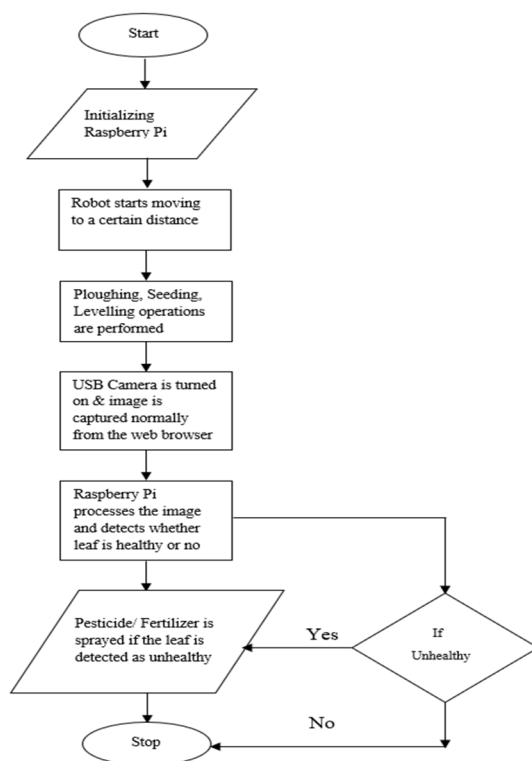 Start
Initializing
Raspberry Pi
Robot starts moving
to a certain distance
Ploughing, Seeding,
Levelling operations
are performed
USB Camera is turned
on & image is
captured normally
from the web browser
Raspberry Pi
processes the image
and detects whether
leaf is healthy or no
Pesticide/ Fertilizer is
sprayed if the leaf is
detected as unhealthy
Yes
If
Unhealthy
No
Stop